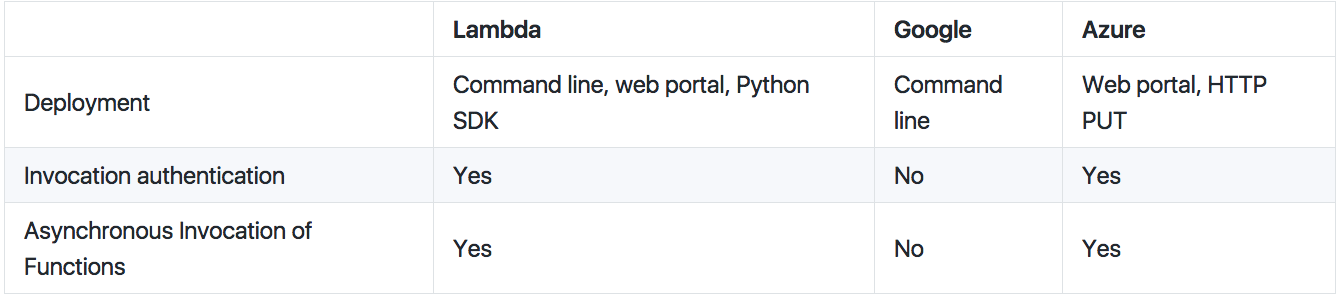 Lambda Google Azure
Deployment
Command line, web portal, Python
SDK
Command
line
Web portal, HTTP
PUT
Invocation authentication Yes No Yes
Asynchronous Invocation of
Functions
Yes No Yes